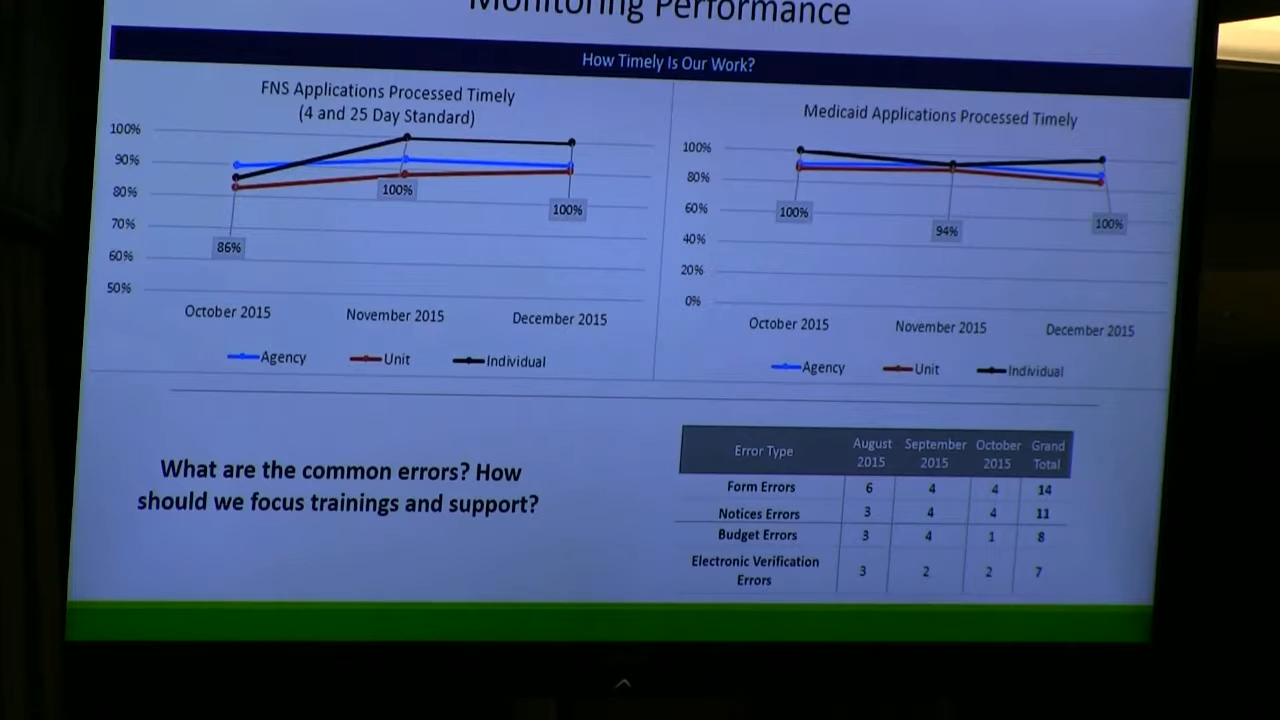 Monitoring Performance
How Timely Is Our Work?
FNS Applications Processed Timely
(4 and 25 Day Standard)
100%
90%
80%
70%
60%
50%
100%
100%
86%
October 2015 November 2015 December 2015
Agency Unit Individual
Medicaid Applications Processed Timely
100%
80%
60%
40%
20%
0%
100%
94%
100%
October 2015 November 2015 December 2015
Agency Unit Individual
What are the common errors? How
should we focus trainings and support?
Error Type August 2015 September 2015 October 2015 Grand Total
Form Errors 6 4 4 14
Notices Errors 3 4 4 11
Budget Errors 3 4 1 8
Electronic Verification Errors 3 2 2 7